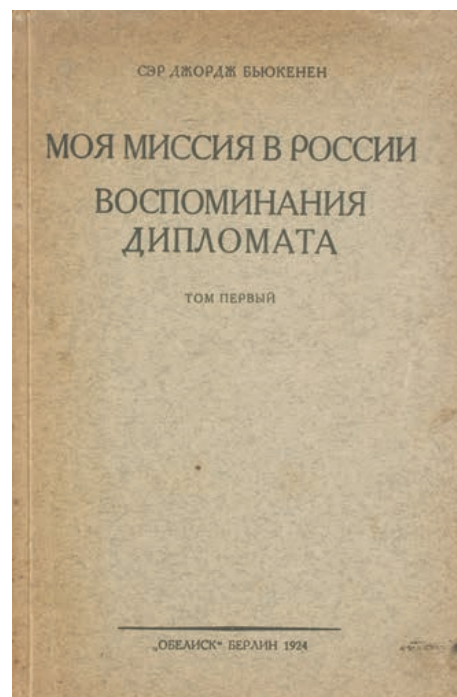 СЭР ДЖОРДЖ БЬЮКЕНЕН
МОЯ МИССИЯ В РОССИИ
ВОСПОМИНАНИЯ
ДИПЛОМАТА
ТОМ ПЕРВЫЙ
„ОБЕЛИСК“ БЕРЛИН 1924